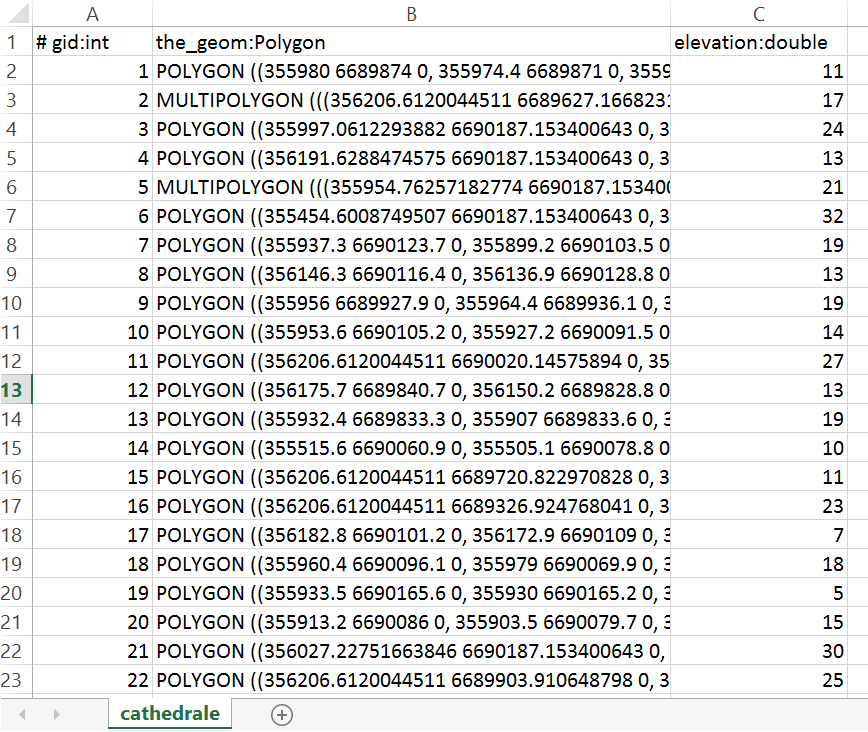 A B C
1 # gid:int the_geom:Polygon elevation:double
2 1 POLYGON ((355980 6689874 0, 355974.4 6689871 0, 3559 11
3 2 MULTIPOLYGON (((356206.6120044511 6689627.1668231 17
4 3 POLYGON ((355997.0612293882 6690187.153400643 0, 3 24
5 4 POLYGON ((356191.6288474575 6690187.153400643 0, 3 13
6 5 MULTIPOLYGON (((355954.76257182774 6690187.153400 21
7 6 POLYGON ((355454.6008749507 6690187.153400643 0, 3 32
8 7 POLYGON ((355937.3 6690123.7 0, 355899.2 6690103.5 0 19
9 8 POLYGON ((356146.3 6690116.4 0, 356136.9 6690128.8 0 13
10 9 POLYGON ((355956 6689927.9 0, 355964.4 6689936.1 0, 3 19
11 10 POLYGON ((355953.6 6690105.2 0, 355927.2 6690091.5 0 14
12 11 POLYGON ((356206.6120044511 6690020.14575894 0, 35 27
13 12 POLYGON ((356175.7 6689840.7 0, 356150.2 6689828.8 0 13
14 13 POLYGON ((355932.4 6689833.3 0, 355907 6689833.6 0, 3 19
15 14 POLYGON ((355515.6 6690060.9 0, 355505.1 6690078.8 0 10
16 15 POLYGON ((356206.6120044511 6689720.822970828 0, 3 11
17 16 POLYGON ((356206.6120044511 6689326.924768041 0, 3 23
18 17 POLYGON ((356182.8 6690101.2 0, 356172.9 6690109 0, 3 7
19 18 POLYGON ((355960.4 6690096.1 0, 355979 6690069.9 0, 3 18
20 19 POLYGON ((355933.5 6690165.6 0, 355930 6690165.2 0, 3 5
21 20 POLYGON ((355913.2 6690086 0, 355903.5 6690079.7 0, 3 15
22 21 POLYGON ((356027.22751663846 6690187.153400643 0, 30
23 22 POLYGON ((356206.6120044511 6689903.910648798 0, 3 25
cathedrale